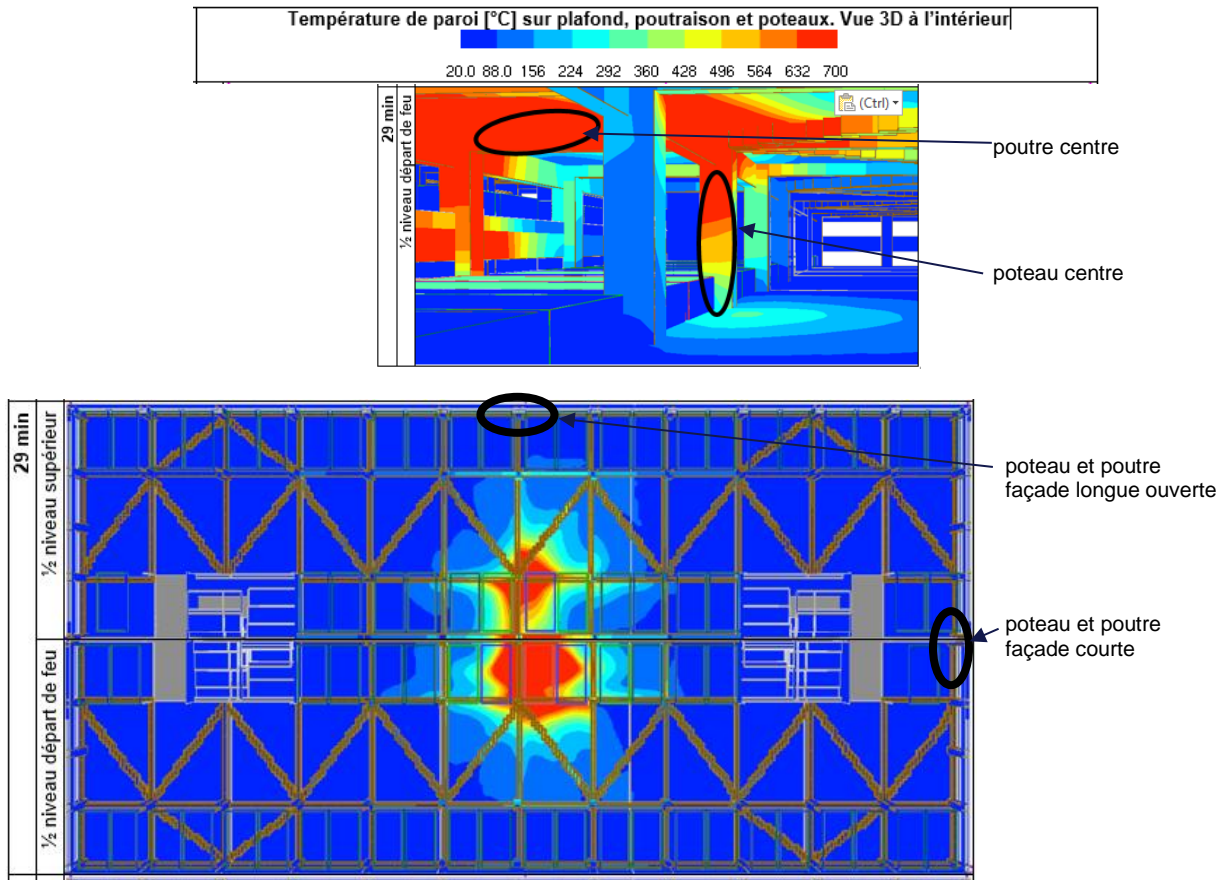 Température de paroi [°C] sur plafond, poutraison et poteaux. Vue 3D à l'intérieur
20.0 88.0 156 224 292 360 428 496 564 632 700
29 min
½ niveau départ de feu
(Ctrl)
poutre centre
poteau centre
29 min
½ niveau supérieur
½ niveau départ de feu
poteau et poutre
façade longue ouverte
poteau et poutre
façade courte